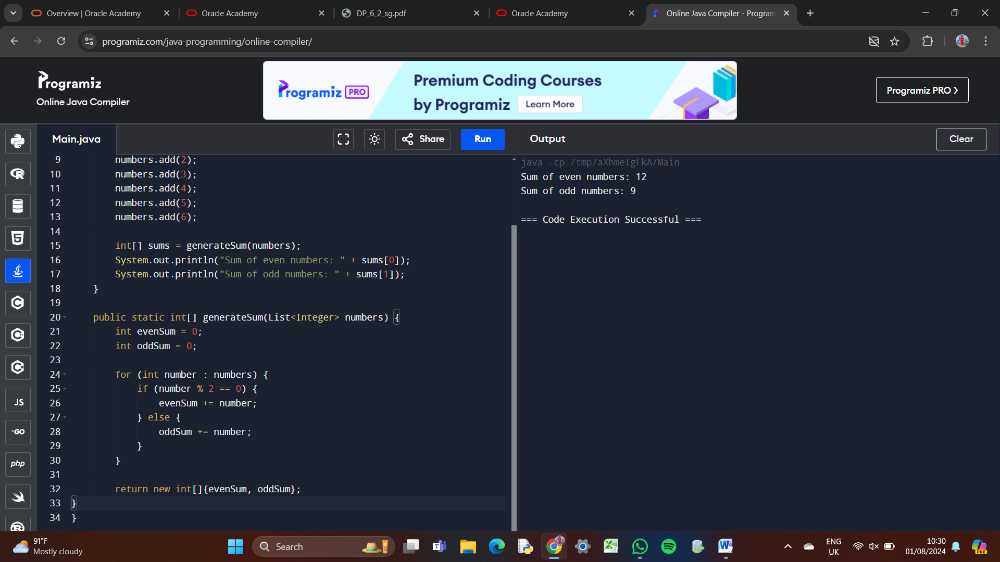 Overview | Oracle Academy
Oracle Academy
DP_6_2_sg.pdf
Oracle Academy
Online Java Compiler - Program
programiz.com/java-programming/online-compiler/
Programiz
Online Java Compiler
Programiz PRO
Premium Coding Courses
by Programiz
Learn More
Programiz PRO
Main.java
Share
Run
Output
Clear
9 numbers.add(2);
10 numbers.add(3);
11 numbers.add(4);
12 numbers.add(5);
13 numbers.add(6);
14
15 int[] sums = generateSum(numbers);
16 System.out.println("Sum of even numbers: " + sums[0]);
17 System.out.println("Sum of odd numbers: " + sums[1]);
18 }
19
20 public static int[] generateSum(List<Integer> numbers) {
21 int evenSum = 0;
22 int oddSum = 0;
23
24 for (int number : numbers) {
25 if (number % 2 == 0) {
26 evenSum += number;
27 } else {
28 oddSum += number;
29 }
30 }
31
32 return new int[]{evenSum, oddSum};
33 }
34 }
java -cp /tmp/aXhmeIgFkA/Main
Sum of even numbers: 12
Sum of odd numbers: 9
=== Code Execution Successful ===
JS
GO
php
91°F
Mostly cloudy
Search
ENG
UK
10:30
01/08/2024
PRE